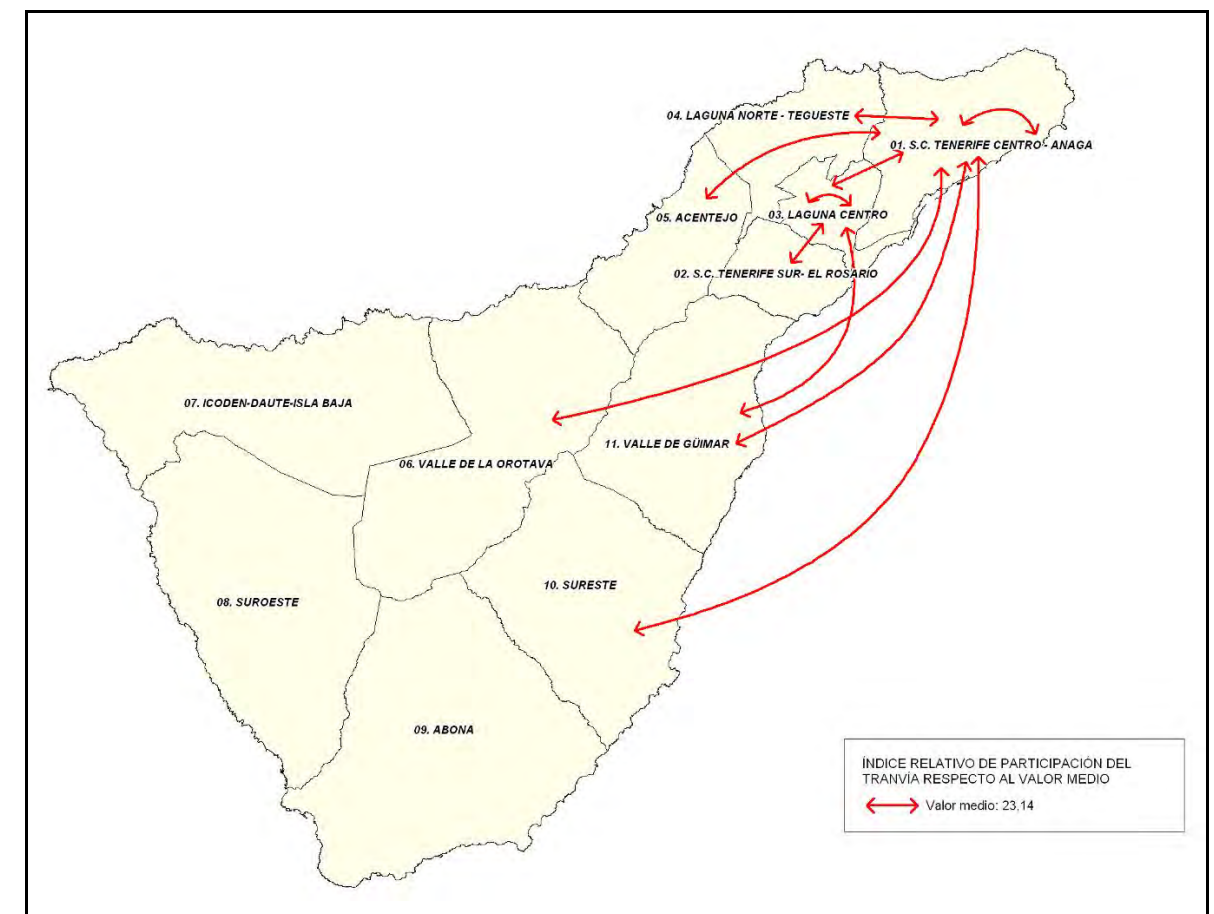 04. LAGUNA NORTE - TEGUESTE
01. S.C. TENERIFE CENTRO - ANAGA
05. ACENTEJO
03. LAGUNA CENTRO
02. S.C. TENERIFE SUR- EL ROSARIO
07. ICODEN-DAUTE-ISLA BAJA
11. VALLE DE GÜIMAR
06. VALLE DE LA OROTAVA
10. SURESTE
08. SUROESTE
09. ABONA
ÍNDICE RELATIVO DE PARTICIPACIÓN DEL
TRANVÍA RESPECTO AL VALOR MEDIO
Valor medio: 23,14